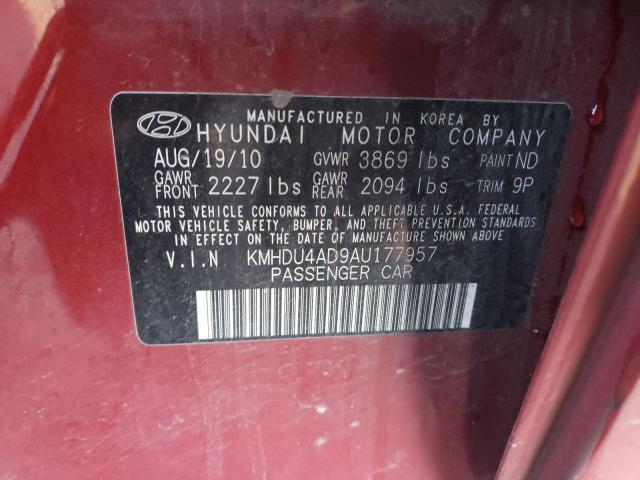 MANUFACTURED IN KOREA BY
HYUNDAI MOTOR COMPANY
AUG/19/10 GVWR 3869 lbs PAINT ND
GAWR FRONT 2227 lbs GAWR REAR 2094 lbs TRIM 9P
THIS VEHICLE CONFORMS TO ALL APPLICABLE U.S.A. FEDERAL
MOTOR VEHICLE SAFETY, BUMPER, AND THEFT PREVENTION STANDARDS
IN EFFECT ON THE DATE OF MANUFACTURE SHOWN ABOVE.
V.I.N KMHDU4AD9AU177957
PASSENGER CAR